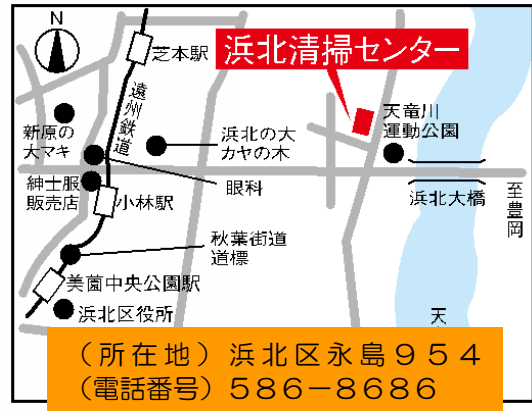 N
芝本駅
浜北清掃センター
遠州鉄道
天竜川
運動公園
新原の
大マキ
浜北の大
カヤの木
紳士服
販売店
小林駅
眼科
浜北大橋
至豊岡
秋葉街道
道標
美薗中央公園駅
浜北区役所
天
（所在地）浜北区永島９５４
（電話番号）５８６－８６８６